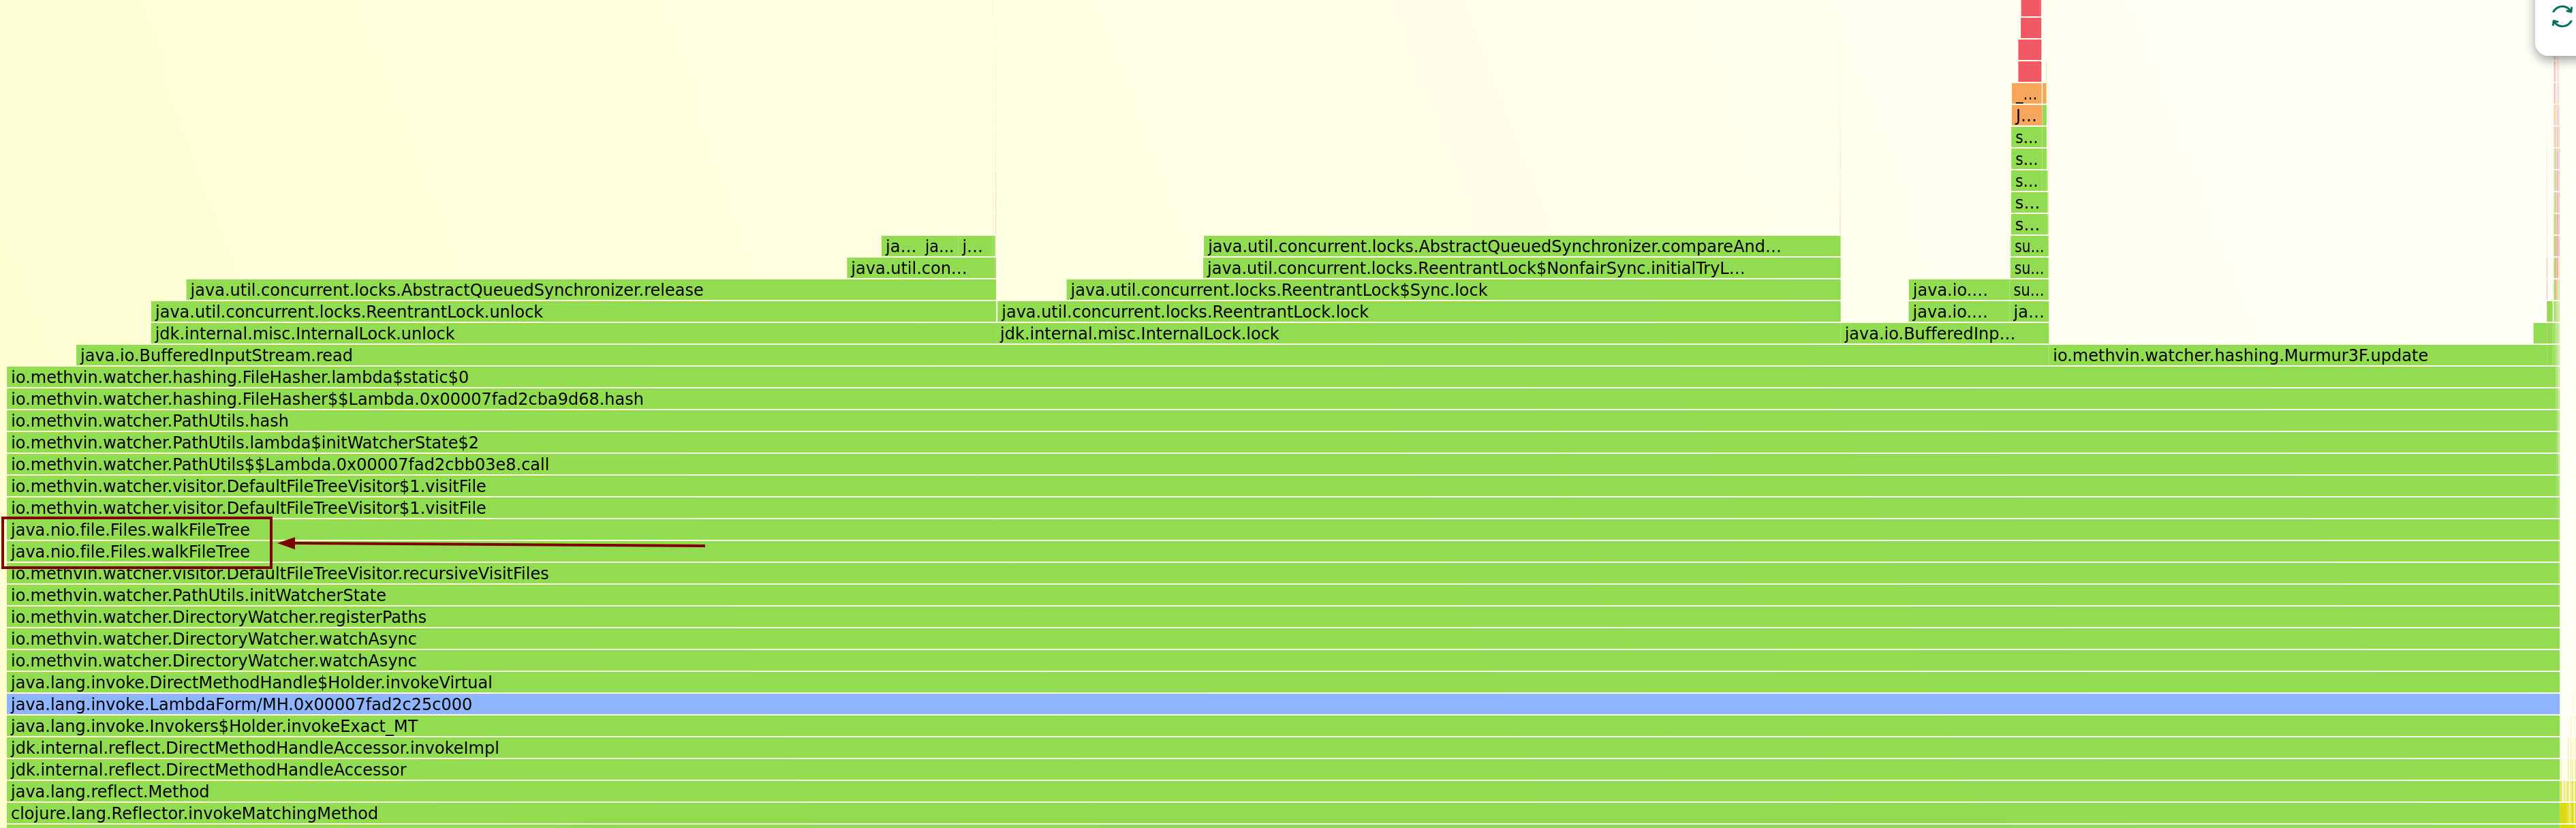 _...
J...
s...
s...
s...
s...
s...
ja... ja... j... java.util.concurrent.locks.AbstractQueuedSynchronizer.compareAnd... su...
java.util.con... java.util.concurrent.locks.ReentrantLock$NonfairSync.initialTryL... su...
java.util.concurrent.locks.AbstractQueuedSynchronizer.release java.util.concurrent.locks.ReentrantLock$Sync.lock java.io.... su...
java.util.concurrent.locks.ReentrantLock.unlock java.util.concurrent.locks.ReentrantLock.lock java.io.... ja...
jdk.internal.misc.InternalLock.unlock jdk.internal.misc.InternalLock.lock java.io.BufferedInp...
java.io.BufferedInputStream.read io.methvin.watcher.hashing.Murmur3F.update
io.methvin.watcher.hashing.FileHasher.lambda$static$0
io.methvin.watcher.hashing.FileHasher$$Lambda.0x00007fad2cba9d68.hash
io.methvin.watcher.PathUtils.hash
io.methvin.watcher.PathUtils.lambda$initWatcherState$2
io.methvin.watcher.PathUtils$$Lambda.0x00007fad2cbb03e8.call
io.methvin.watcher.visitor.DefaultFileTreeVisitor$1.visitFile
io.methvin.watcher.visitor.DefaultFileTreeVisitor$1.visitFile
java.nio.file.Files.walkFileTree
java.nio.file.Files.walkFileTree
io.methvin.watcher.visitor.DefaultFileTreeVisitor.recursiveVisitFiles
io.methvin.watcher.PathUtils.initWatcherState
io.methvin.watcher.DirectoryWatcher.registerPaths
io.methvin.watcher.DirectoryWatcher.watchAsync
io.methvin.watcher.DirectoryWatcher.watchAsync
java.lang.invoke.DirectMethodHandle$Holder.invokeVirtual
java.lang.invoke.LambdaForm/MH.0x00007fad2c25c000
java.lang.invoke.Invokers$Holder.invokeExact_MT
jdk.internal.reflect.DirectMethodHandleAccessor.invokeImpl
jdk.internal.reflect.DirectMethodHandleAccessor
java.lang.reflect.Method
clojure.lang.Reflector.invokeMatchingMethod